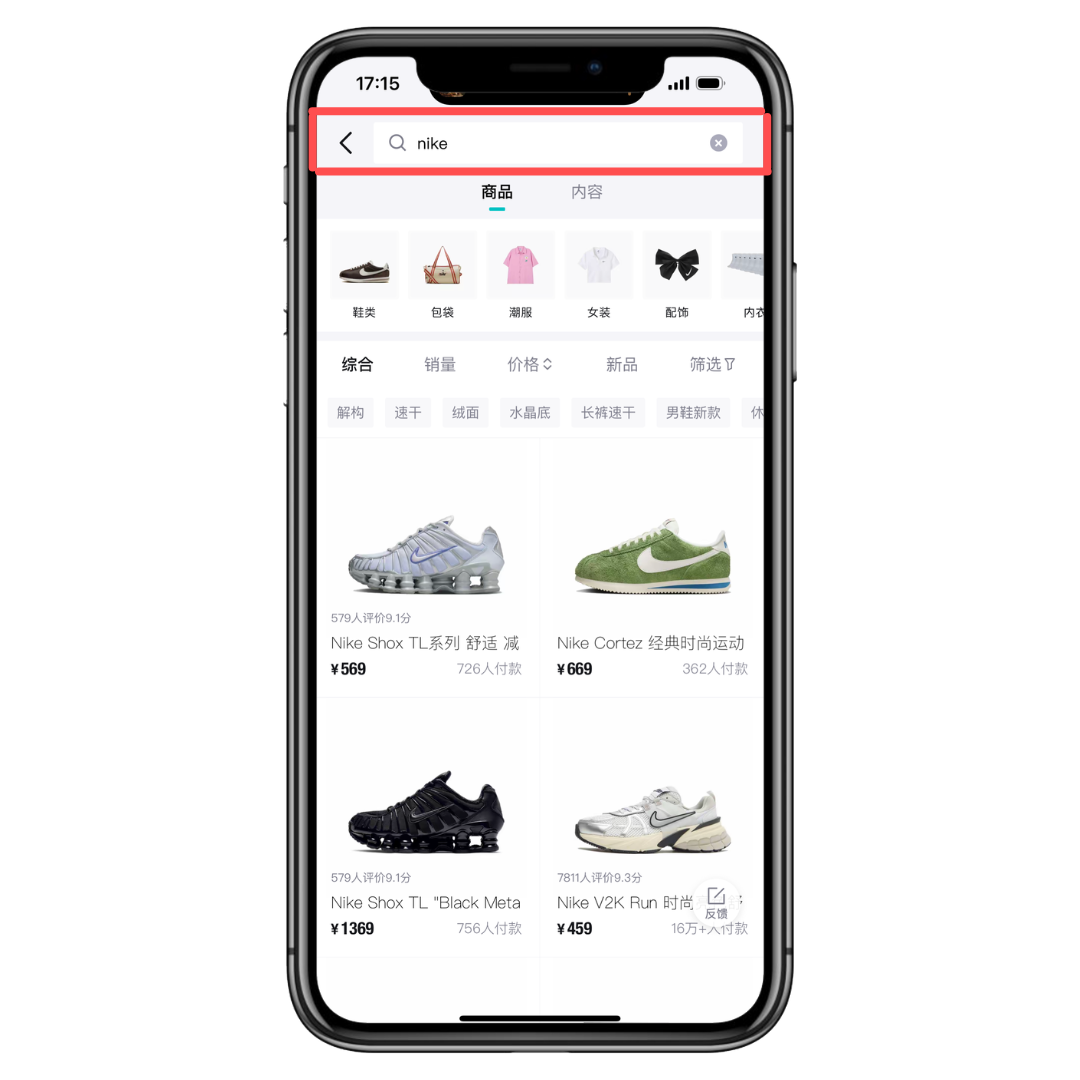 17:15
nike
商品 内容
鞋类 包袋 潮服 女装 配饰 内衣
综合 销量 价格 新品 筛选
解构 速干 绒面 水晶底 长裤速干 男鞋新款 休
579人评价9.1分
Nike Shox TL系列 舒适 减 Nike Cortez 经典时尚运动
¥569 726人付款 ¥669 362人付款
579人评价9.1分 7811人评价9.3分
Nike Shox TL "Black Meta Nike V2K Run 时尚
反馈
¥1369 756人付款 ¥459 16万+人付款